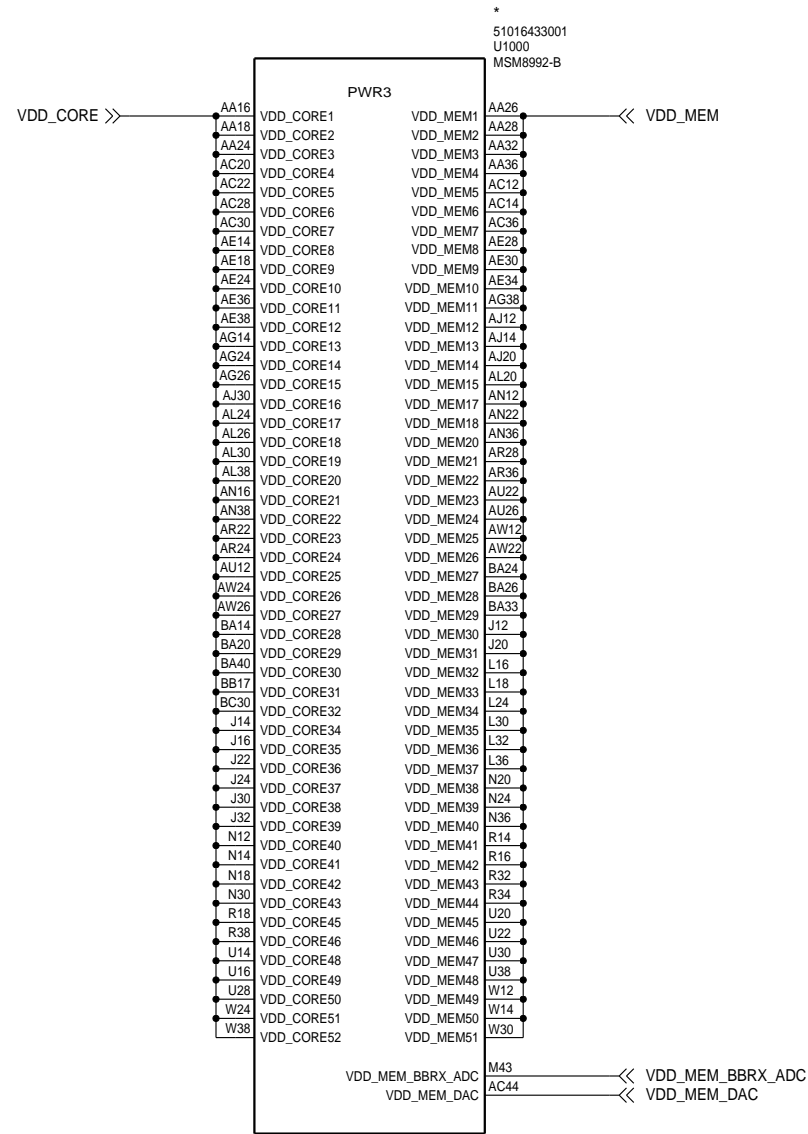 *
51016433001
U1000
MSM8992-B
PWR3
VDD_CORE AA16 VDD_CORE1 VDD_MEM1 AA26 VDD_MEM
AA18 VDD_CORE2 VDD_MEM2 AA28
AA24 VDD_CORE3 VDD_MEM3 AA32
AC20 VDD_CORE4 VDD_MEM4 AA36
AC22 VDD_CORE5 VDD_MEM5 AC12
AC28 VDD_CORE6 VDD_MEM6 AC14
AC30 VDD_CORE7 VDD_MEM7 AC36
AE14 VDD_CORE8 VDD_MEM8 AE28
AE18 VDD_CORE9 VDD_MEM9 AE30
AE24 VDD_CORE10 VDD_MEM10 AE34
AE36 VDD_CORE11 VDD_MEM11 AG38
AE38 VDD_CORE12 VDD_MEM12 AJ12
AG14 VDD_CORE13 VDD_MEM13 AJ14
AG24 VDD_CORE14 VDD_MEM14 AJ20
AG26 VDD_CORE15 VDD_MEM15 AL20
AJ30 VDD_CORE16 VDD_MEM17 AN12
AL24 VDD_CORE17 VDD_MEM18 AN22
AL26 VDD_CORE18 VDD_MEM20 AN36
AL30 VDD_CORE19 VDD_MEM21 AR28
AL38 VDD_CORE20 VDD_MEM22 AR36
AN16 VDD_CORE21 VDD_MEM23 AU22
AN38 VDD_CORE22 VDD_MEM24 AU26
AR22 VDD_CORE23 VDD_MEM25 AW12
AR24 VDD_CORE24 VDD_MEM26 AW22
AU12 VDD_CORE25 VDD_MEM27 BA24
AW24 VDD_CORE26 VDD_MEM28 BA26
AW26 VDD_CORE27 VDD_MEM29 BA33
BA14 VDD_CORE28 VDD_MEM30 J12
BA20 VDD_CORE29 VDD_MEM31 J20
BA40 VDD_CORE30 VDD_MEM32 L16
BB17 VDD_CORE31 VDD_MEM33 L18
BC30 VDD_CORE32 VDD_MEM34 L24
J14 VDD_CORE34 VDD_MEM35 L30
J16 VDD_CORE35 VDD_MEM36 L32
J22 VDD_CORE36 VDD_MEM37 L36
J24 VDD_CORE37 VDD_MEM38 N20
J30 VDD_CORE38 VDD_MEM39 N24
J32 VDD_CORE39 VDD_MEM40 N36
N12 VDD_CORE40 VDD_MEM41 R14
N14 VDD_CORE41 VDD_MEM42 R16
N18 VDD_CORE42 VDD_MEM43 R32
N30 VDD_CORE43 VDD_MEM44 R34
R18 VDD_CORE45 VDD_MEM45 U20
R38 VDD_CORE46 VDD_MEM46 U22
U14 VDD_CORE48 VDD_MEM47 U30
U16 VDD_CORE49 VDD_MEM48 U38
U28 VDD_CORE50 VDD_MEM49 W12
W24 VDD_CORE51 VDD_MEM50 W14
W38 VDD_CORE52 VDD_MEM51 W30
VDD_MEM_BBRX_ADC M43 VDD_MEM_BBRX_ADC
VDD_MEM_DAC AC44 VDD_MEM_DAC